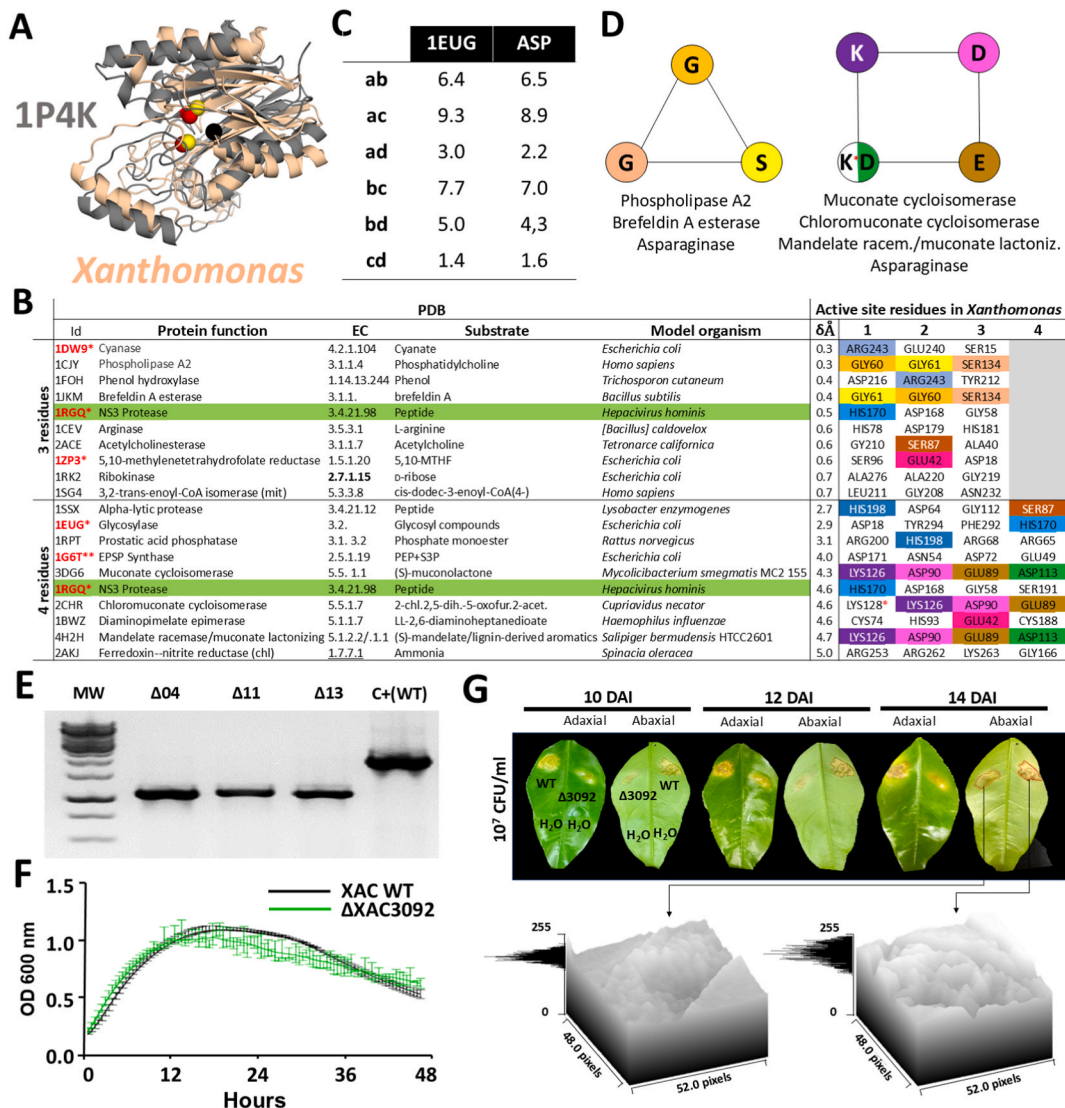 A
1P4K
Xanthomonas
C
1EUG ASP
ab 6.4 6.5
ac 9.3 8.9
ad 3.0 2.2
bc 7.7 7.0
bd 5.0 4,3
cd 1.4 1.6
D
G
G S
Phospholipase A2
Brefeldin A esterase
Asparaginase
K D
K*D E
Muconate cycloisomerase
Chloromuconate cycloisomerase
Mandelate racem./muconate lactoniz.
Asparaginase
B
PDB Active site residues in Xanthomonas
Id Protein function EC Substrate Model organism δÅ 1 2 3 4
3 residues
1DW9* Cyanase 4.2.1.104 Cyanate Escherichia coli 0.3 ARG243 GLU240 SER15
1CJY Phospholipase A2 3.1.1.4 Phosphatidylcholine Homo sapiens 0.3 GLY60 GLY61 SER134
1FOH Phenol hydroxylase 1.14.13.244 Phenol Trichosporon cutaneum 0.4 ASP216 ARG243 TYR212
1JKM Brefeldin A esterase 3.1.1. brefeldin A Bacillus subtilis 0.4 GLY61 GLY60 SER134
1RGQ* NS3 Protease 3.4.21.98 Peptide Hepacivirus hominis 0.5 HIS170 ASP168 GLY58
1CEV Arginase 3.5.3.1 L-arginine [Bacillus] caldovelox 0.6 HIS78 ASP179 HIS181
2ACE Acetylcholinesterase 3.1.1.7 Acetylcholine Tetronarce californica 0.6 GY210 SER87 ALA40
1ZP3* 5,10-methylenetetrahydrofolate reductase 1.5.1.20 5,10-MTHF Escherichia coli 0.6 SER96 GLU42 ASP18
1RK2 Ribokinase 2.7.1.15 D-ribose Escherichia coli 0.7 ALA276 ALA220 GLY219
1SG4 3,2-trans-enoyl-CoA isomerase (mit) 5.3.3.8 cis-dodec-3-enoyl-CoA(4-) Homo sapiens 0.7 LEU211 GLY208 ASN232
4 residues
1SSX Alpha-lytic protease 3.4.21.12 Peptide Lysobacter enzymogenes 2.7 HIS198 ASP64 GLY112 SER87
1EUG* Glycosylase 3.2. Glycosyl compounds Escherichia coli 2.9 ASP18 TYR294 PHE292 HIS170
1RPT Prostatic acid phosphatase 3.1. 3.2 Phosphate monoester Rattus norvegicus 3.1 ARG200 HIS198 ARG68 ARG65
1G6T** EPSP Synthase 2.5.1.19 PEP+S3P Escherichia coli 4.0 ASP171 ASN54 ASP72 GLU49
3DG6 Muconate cycloisomerase 5.5. 1.1 (S)-muconolactone Mycolicibacterium smegmatis MC2 155 4.3 LYS126 ASP90 GLU89 ASP113
1RGQ* NS3 Protease 3.4.21.98 Peptide Hepacivirus hominis 4.6 HIS170 ASP168 GLY58 SER191
2CHR Chloromuconate cycloisomerase 5.5.1.7 2-chl.2,5-dih.-5-oxofur.2-acet. Cupriavidus necator 4.6 LYS128* LYS126 ASP90 GLU89
1BWZ Diaminopimelate epimerase 5.1.1.7 LL-2,6-diaminoheptanedioate Haemophilus influenzae 4.6 CYS74 HIS93 GLU42 CYS188
4H2H Mandelate racemase/muconate lactonizing 5.1.2.2/.1.1 (S)-mandelate/lignin-derived aromatics Salipiger bermudensis HTCC2601 4.7 LYS126 ASP90 GLU89 ASP113
2AKJ Ferredoxin--nitrite reductase (chl) 1.7.7.1 Ammonia Spinacia oleracea 5.0 ARG253 ARG262 LYS263 GLY166
E
MW Δ04 Δ11 Δ13 C+(WT)
F
XAC WT
ΔXAC3092
OD 600 nm
1.5
1.0
0.5
0.0
0 12 24 36 48
Hours
G
10 DAI 12 DAI 14 DAI
Adaxial Abaxial Adaxial Abaxial Adaxial Abaxial
10⁷ CFU/ml
WT Δ3092 H₂O H₂O
Δ3092 WT H₂O H₂O
255
0
48.0 pixels
52.0 pixels
255
0
48.0 pixels
52.0 pixels